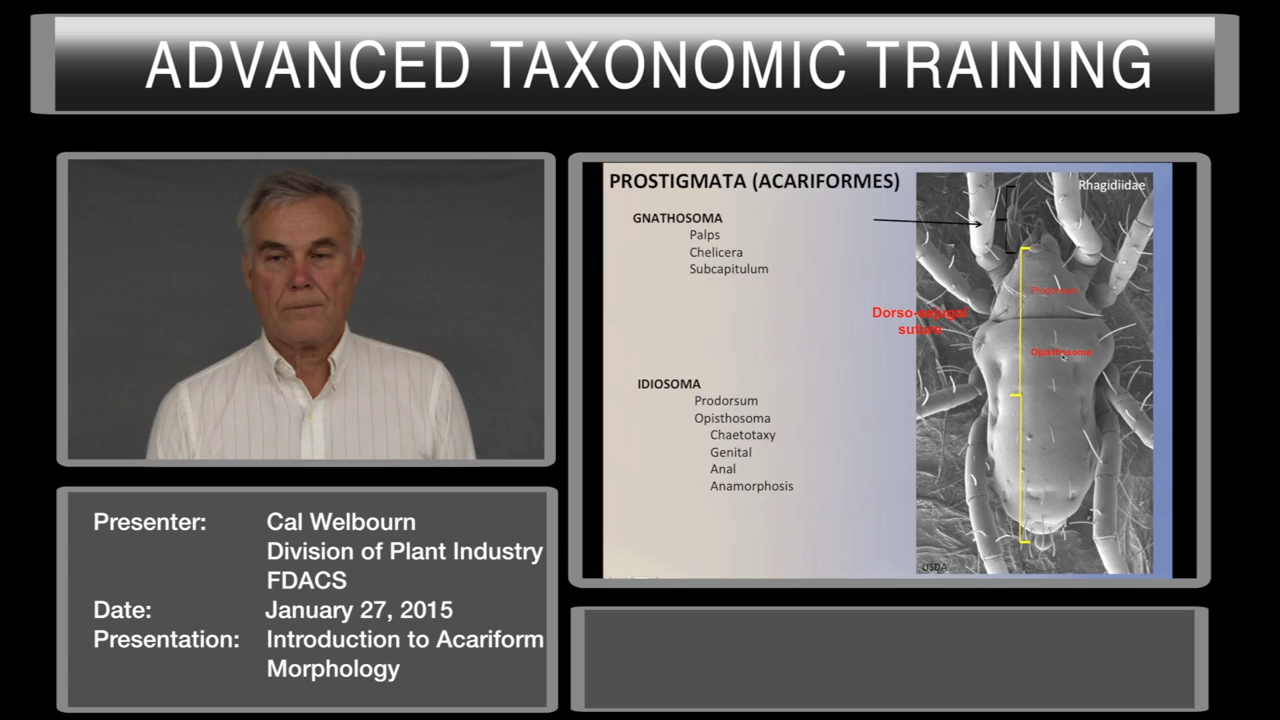 ADVANCED TAXONOMIC TRAINING
PROSTIGMATA (ACARIFORMES)
Rhagidiidae
GNATHOSOMA
Palps
Chelicera
Subcapitulum
Prodorsum
Dorso-sejugal
suture
Opisthosoma
IDIOSOMA
Prodorsum
Opisthosoma
Chaetotaxy
Genital
Anal
Anamorphosis
USDA
Presenter: Cal Welbourn
Division of Plant Industry
FDACS
Date: January 27, 2015
Presentation: Introduction to Acariform
Morphology